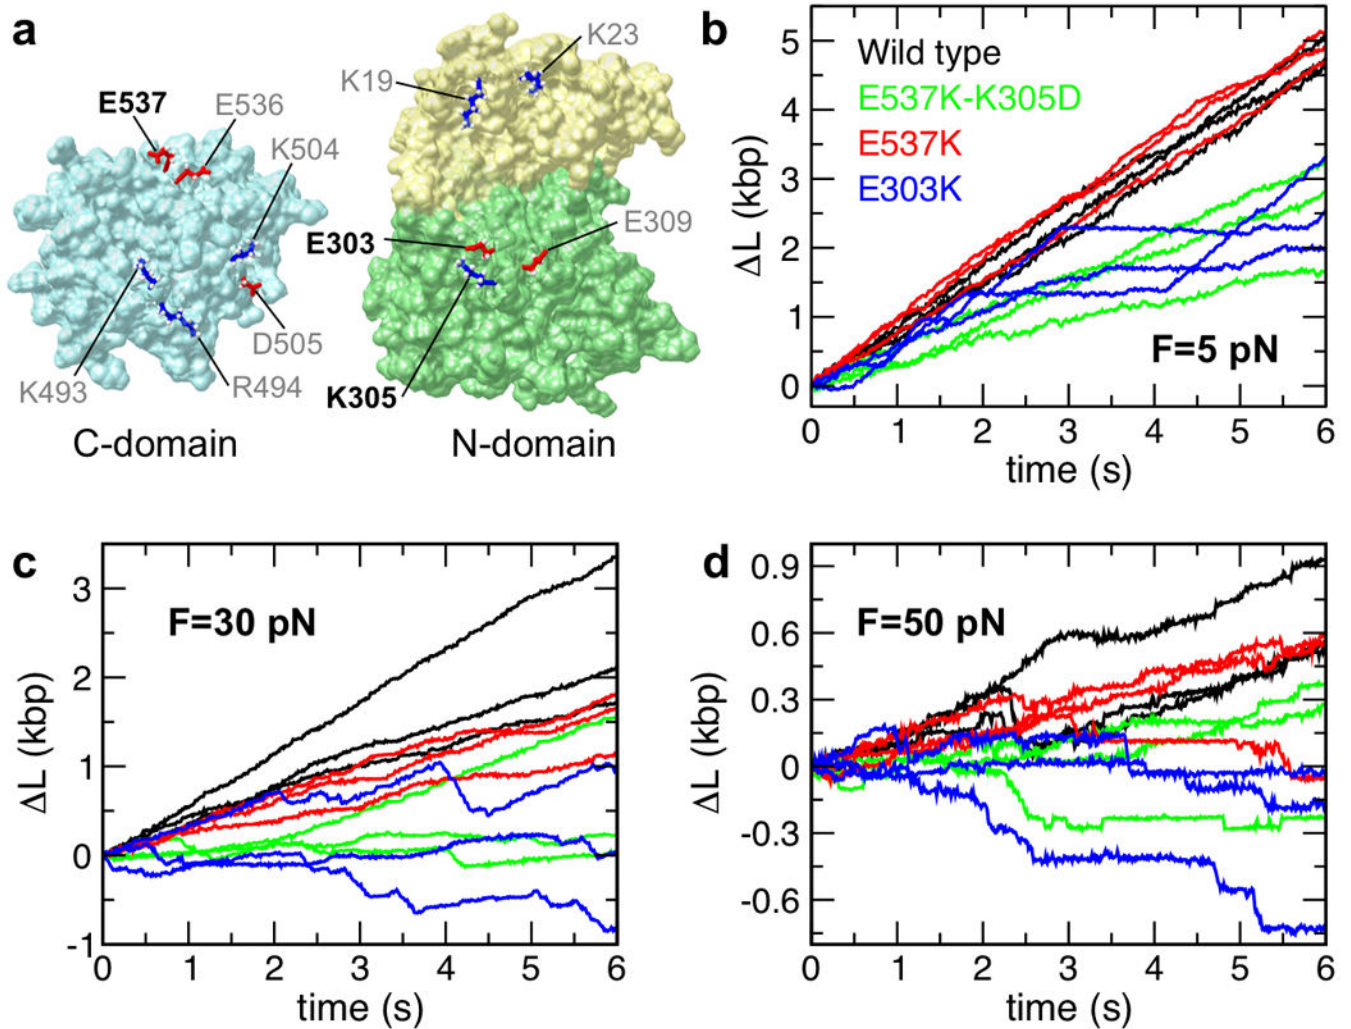 a
K23
K19
E537
E536
K504
E303
E309
D505
K493
R494
K305
C-domain
N-domain
b
Wild type
E537K-K305D
E537K
E303K
F=5 pN
5
4
3
2
1
0
ΔL (kbp)
0 1 2 3 4 5 6
time (s)
c
F=30 pN
3
2
1
0
-1
ΔL (kbp)
0 1 2 3 4 5 6
time (s)
d
F=50 pN
0.9
0.6
0.3
0
-0.3
-0.6
ΔL (kbp)
0 1 2 3 4 5 6
time (s)